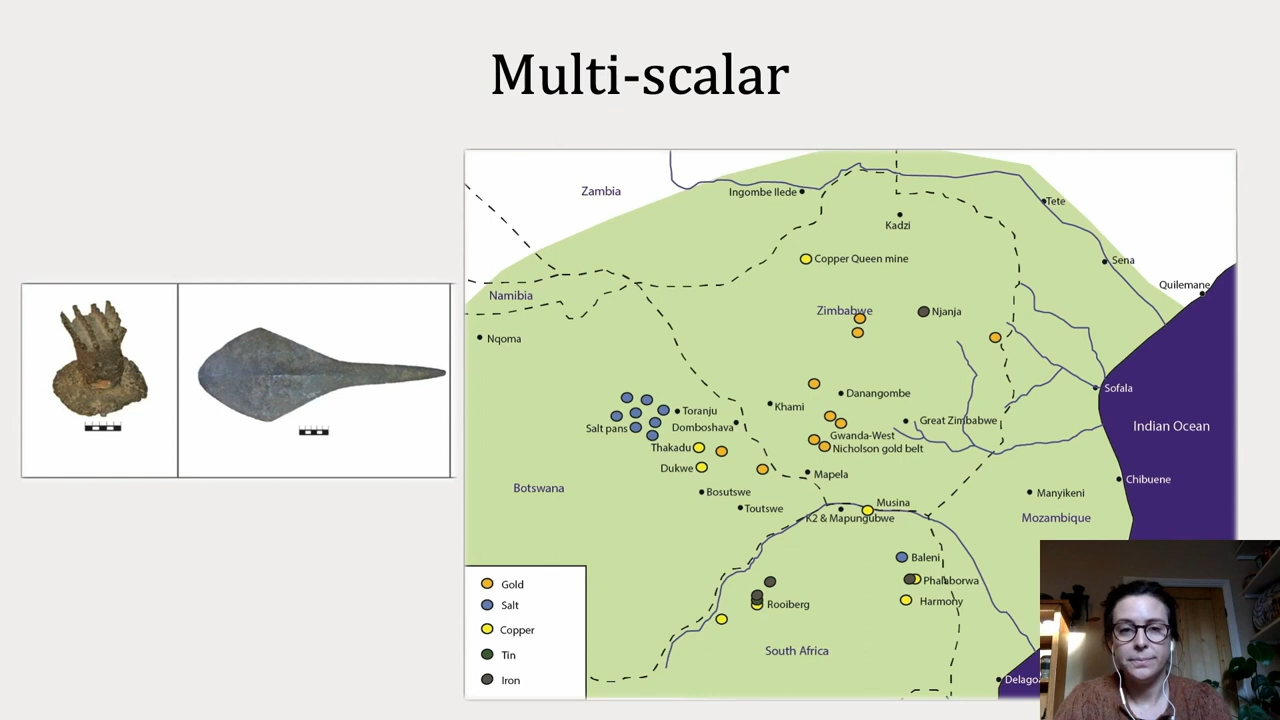 Multi-scalar
Zambia
Ingombe Ilede
Tete
Kadzi
Copper Queen mine
Sena
Quilemane
Namibia
Zimbabwe
Njanja
Nqoma
Sofala
Danangombe
Khami
Toranju
Great Zimbabwe
Salt pans
Domboshava
Indian Ocean
Gwanda-West
Thakadu
Nicholson gold belt
Dukwe
Mapela
Chibuene
Botswana
Bosutswe
Manyikeni
Musina
Toutswe
K2 & Mapungubwe
Mozambique
Baleni
Phalaborwa
Gold
Harmony
Rooiberg
Salt
Copper
South Africa
Tin
Iron
Delago